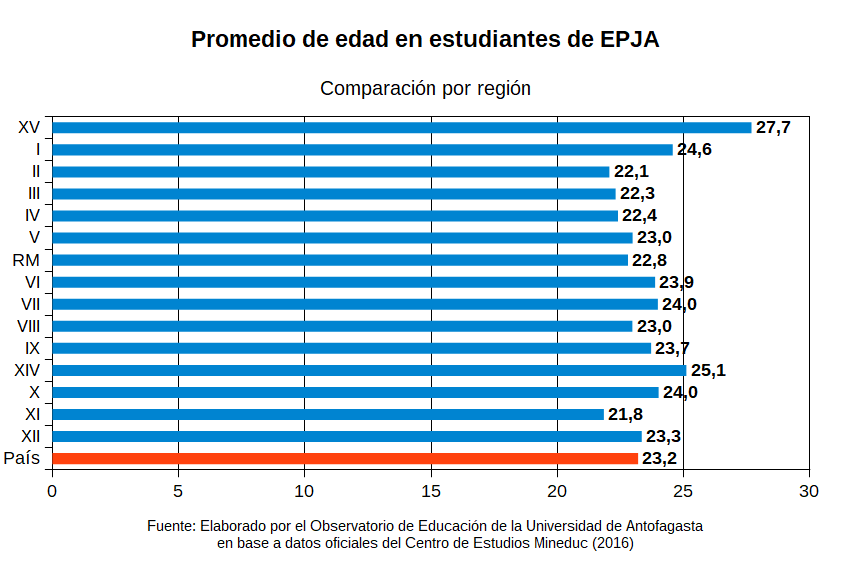 Promedio de edad en estudiantes de EPJA
Comparación por región
XV 27,7
I 24,6
II 22,1
III 22,3
IV 22,4
V 23,0
RM 22,8
VI 23,9
VII 24,0
VIII 23,0
IX 23,7
XIV 25,1
X 24,0
XI 21,8
XII 23,3
País 23,2
0 5 10 15 20 25 30
Fuente: Elaborado por el Observatorio de Educación de la Universidad de Antofagasta
en base a datos oficiales del Centro de Estudios Mineduc (2016)